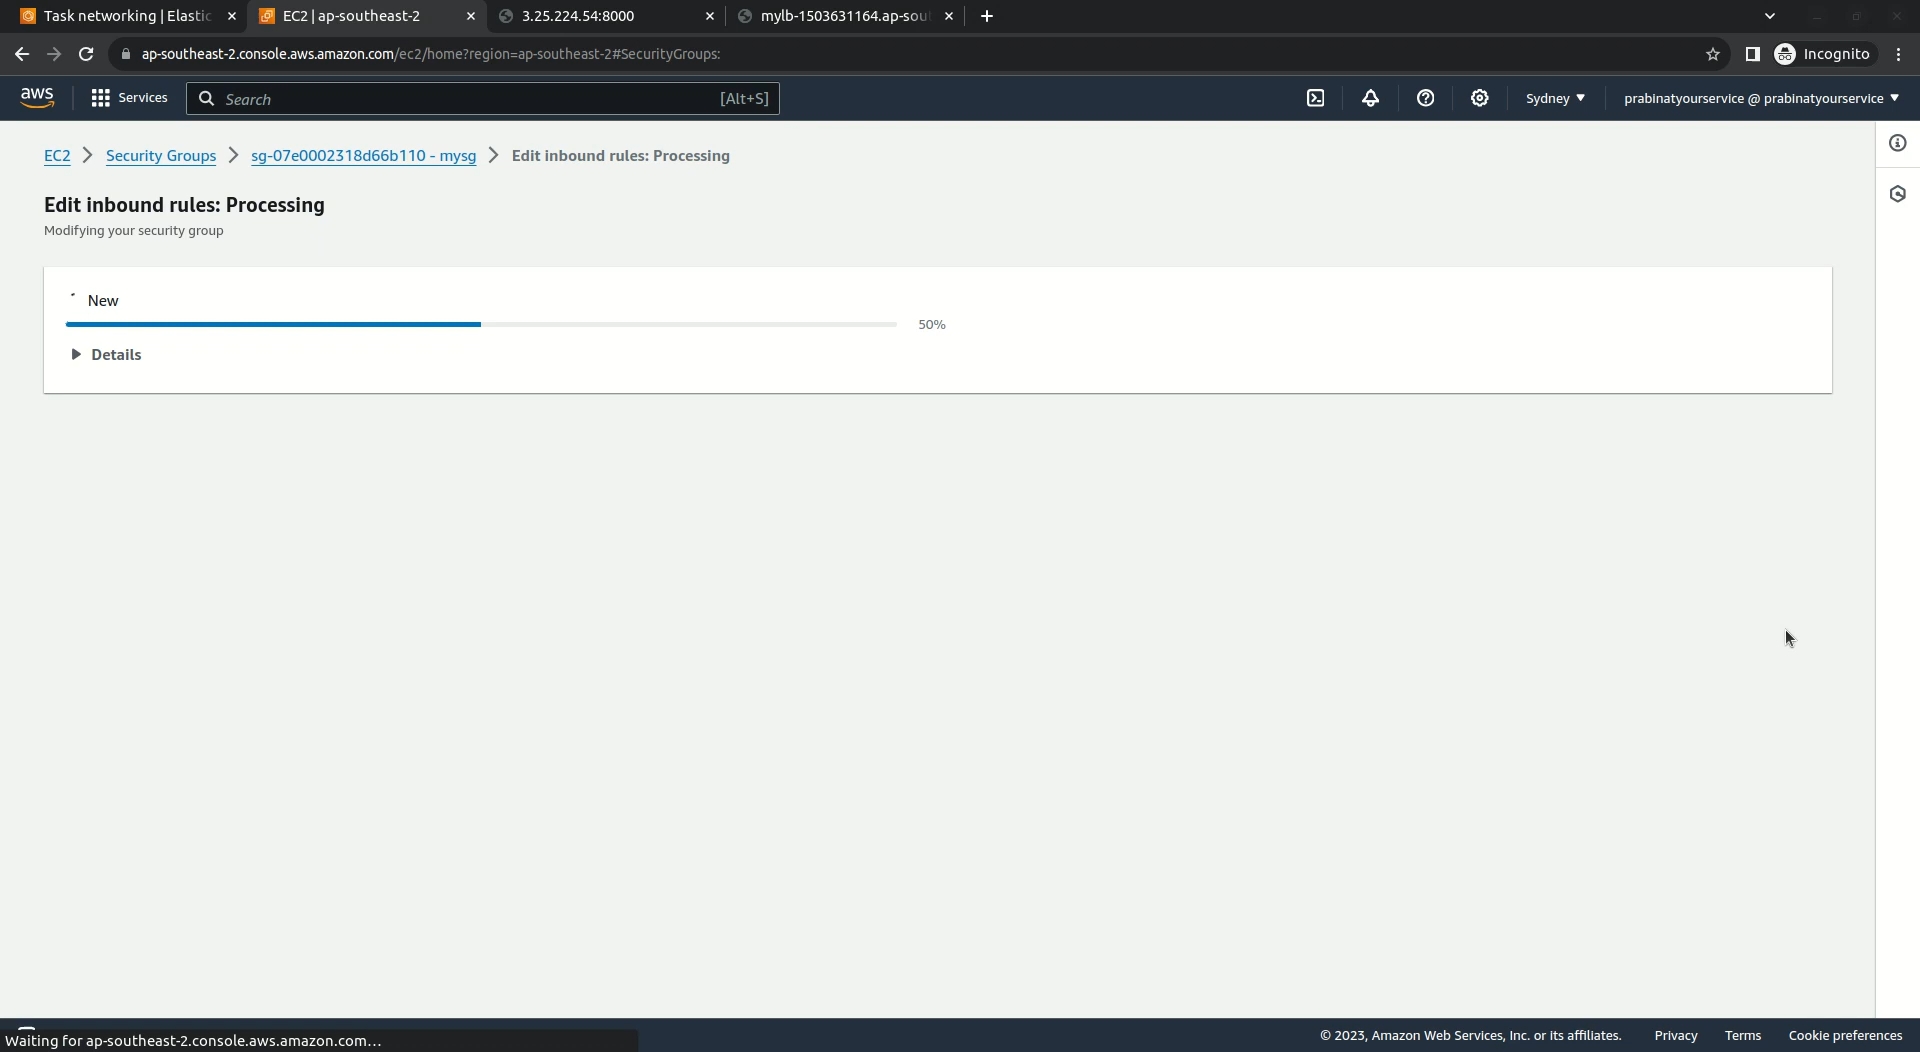 Task networking | Elastic
EC2 | ap-southeast-2
3.25.224.54:8000
mylb-1503631164.ap-sou
ap-southeast-2.console.aws.amazon.com/ec2/home?region=ap-southeast-2#SecurityGroups:
Incognito
aws
Services
Search
[Alt+S]
Sydney
prabinatyourservice @ prabinatyourservice
EC2
Security Groups
sg-07e0002318d66b110 - mysg
Edit inbound rules: Processing
Edit inbound rules: Processing
Modifying your security group
New
50%
Details
Waiting for ap-southeast-2.console.aws.amazon.com…
© 2023, Amazon Web Services, Inc. or its affiliates.
Privacy
Terms
Cookie preferences